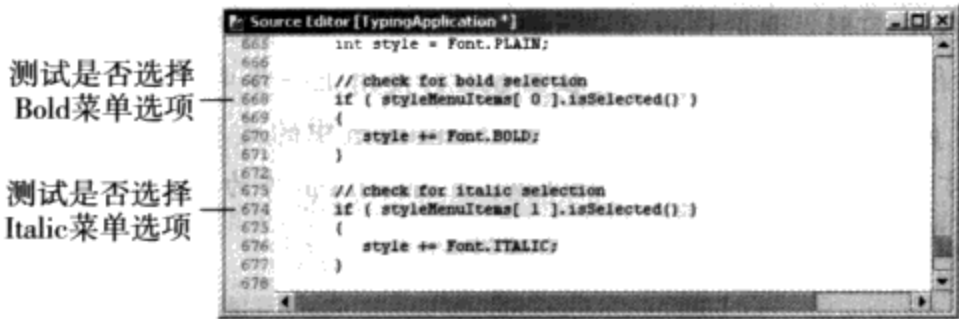 Source Editor [TypingApplication *]
665 int style = Font.PLAIN;
666
667 // check for bold selection
测试是否选择
Bold菜单选项
668 if ( styleMenuItems[ 0 ].isSelected() )
669 {
670 style += Font.BOLD;
671 }
672
673 // check for italic selection
测试是否选择
Italic菜单选项
674 if ( styleMenuItems[ 1 ].isSelected() )
675 {
676 style += Font.ITALIC;
677 }
678